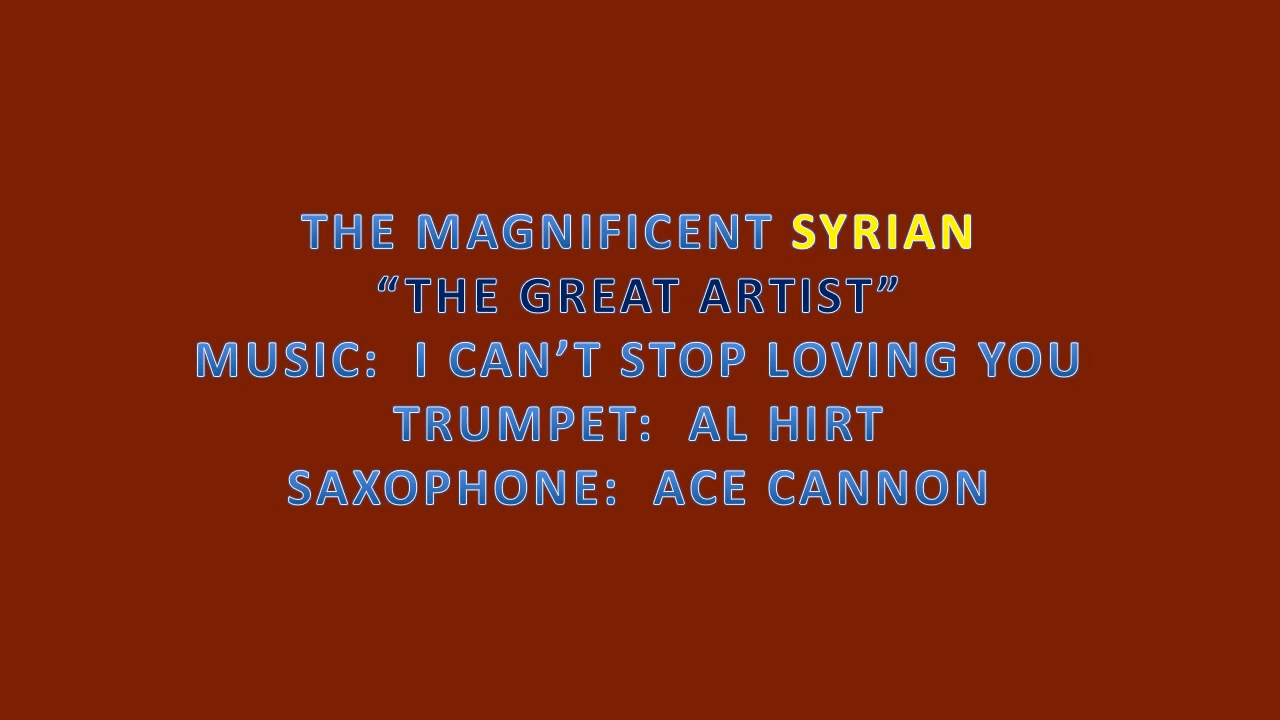 THE MAGNIFICENT SYRIAN
“THE GREAT ARTIST”
MUSIC:  I CAN’T STOP LOVING YOU
TRUMPET:  AL HIRT
SAXOPHONE:  ACE CANNON